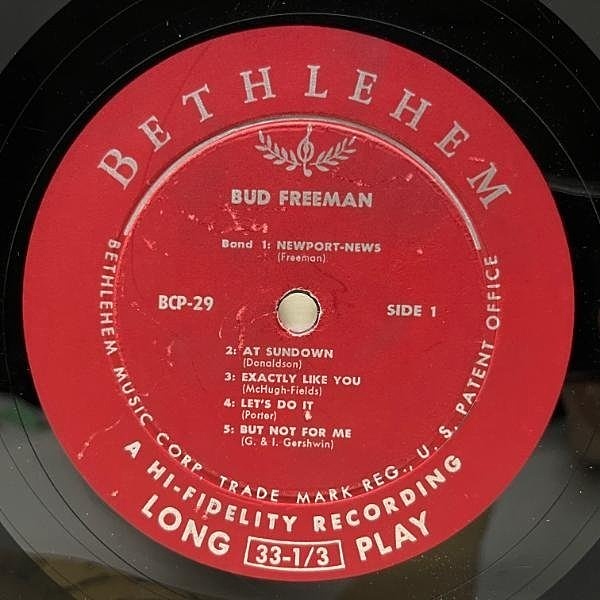 BETHLEHEM
BUD FREEMAN
Band 1: NEWPORT-NEWS
(Freeman)
BCP-29
SIDE 1
2: AT SUNDOWN
(Donaldson)
3: EXACTLY LIKE YOU
(McHugh-Fields)
4: LET'S DO IT
(Porter)
5: BUT NOT FOR ME
(G. & I. Gershwin)
BETHLEHEM MUSIC CORP. TRADE MARK REG., U. S. PATENT OFFICE
A HI-FIDELITY RECORDING
LONG 33-1/3 PLAY